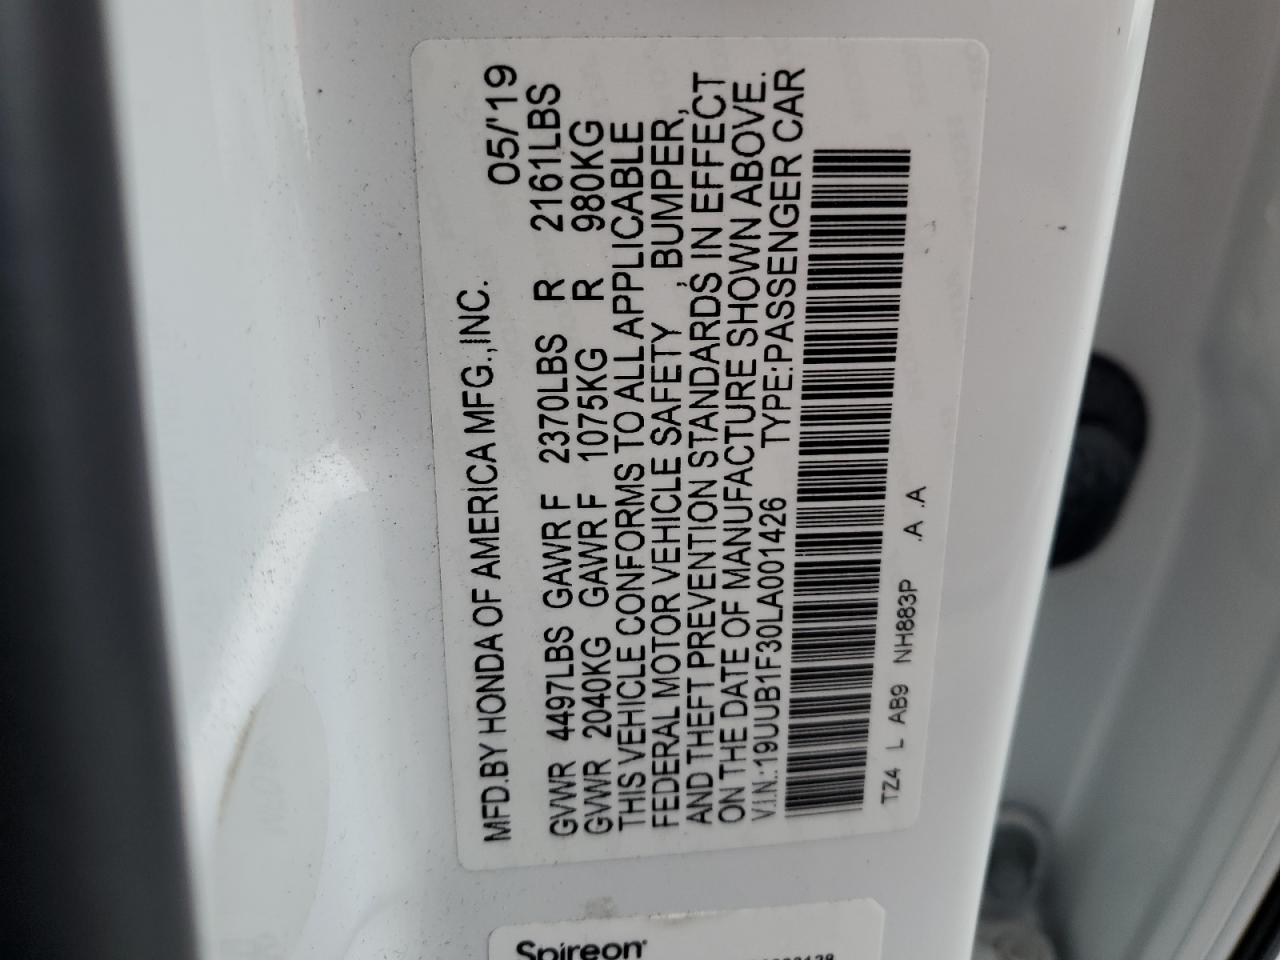 MFD.BY HONDA OF AMERICA MFG.,INC. 05/'19
GVWR 4497LBS GAWR F 2370LBS R 2161LBS
GVWR 2040KG GAWR F 1075KG R 980KG
THIS VEHICLE CONFORMS TO ALL APPLICABLE
FEDERAL MOTOR VEHICLE SAFETY , BUMPER,
AND THEFT PREVENTION STANDARDS IN EFFECT
ON THE DATE OF MANUFACTURE SHOWN ABOVE.
V.I.N.:19UUB1F30LA001426 TYPE:PASSENGER CAR
TZ4 L AB9 NH883P .A .A
Spireon